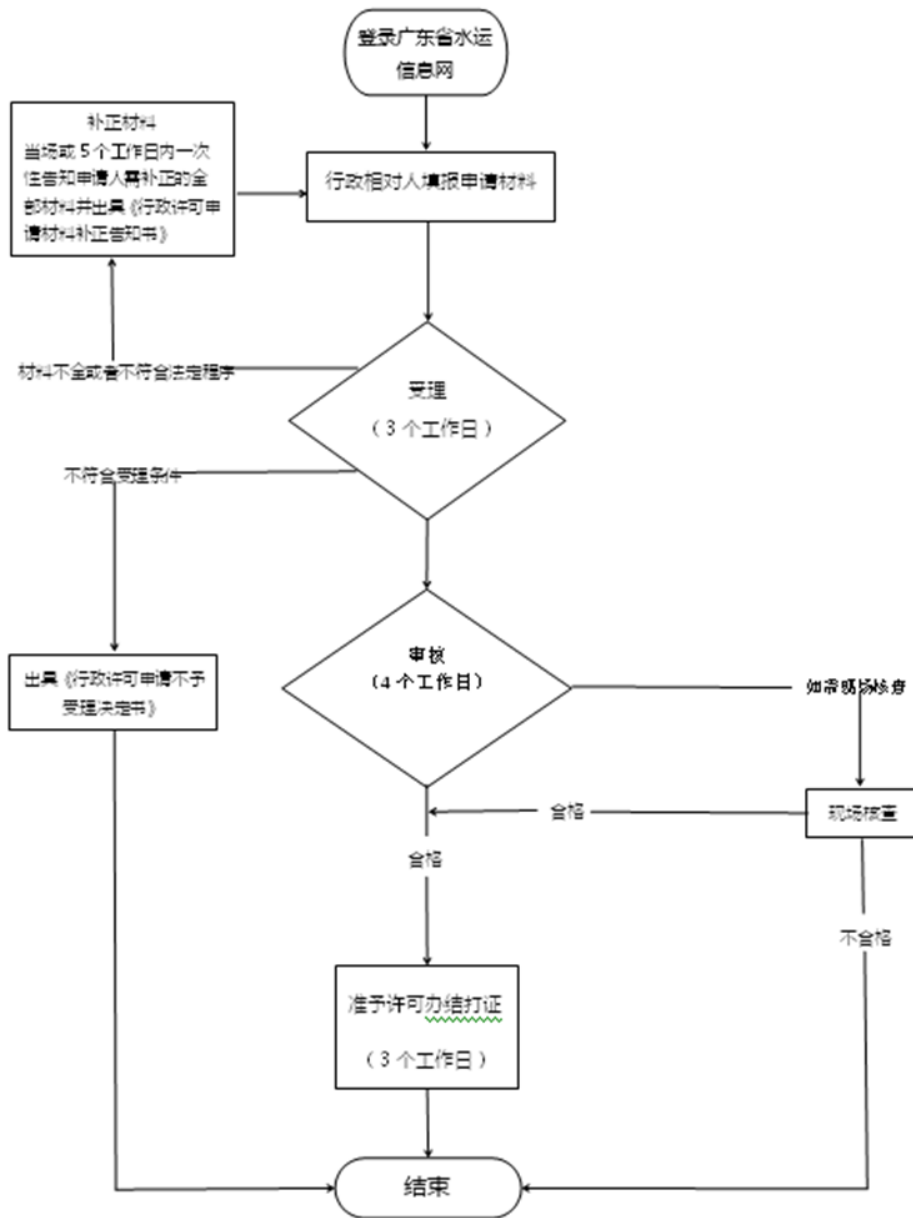 登录广东省水运
信息网
补正材料
当场或5个工作日内一次
性告知申请人需补正的全
部材料并出具《行政许可申
请材料补正告知书》
行政相对人填报申请材料
材料不全或者不符合法定程序
受理
（3个工作日）
不符合受理条件
审核
（4个工作日）
如需现场核查
出具《行政许可申请不予
受理决定书》
现场核查
合格
合格
不合格
准予许可办结打证
（3个工作日）
结束